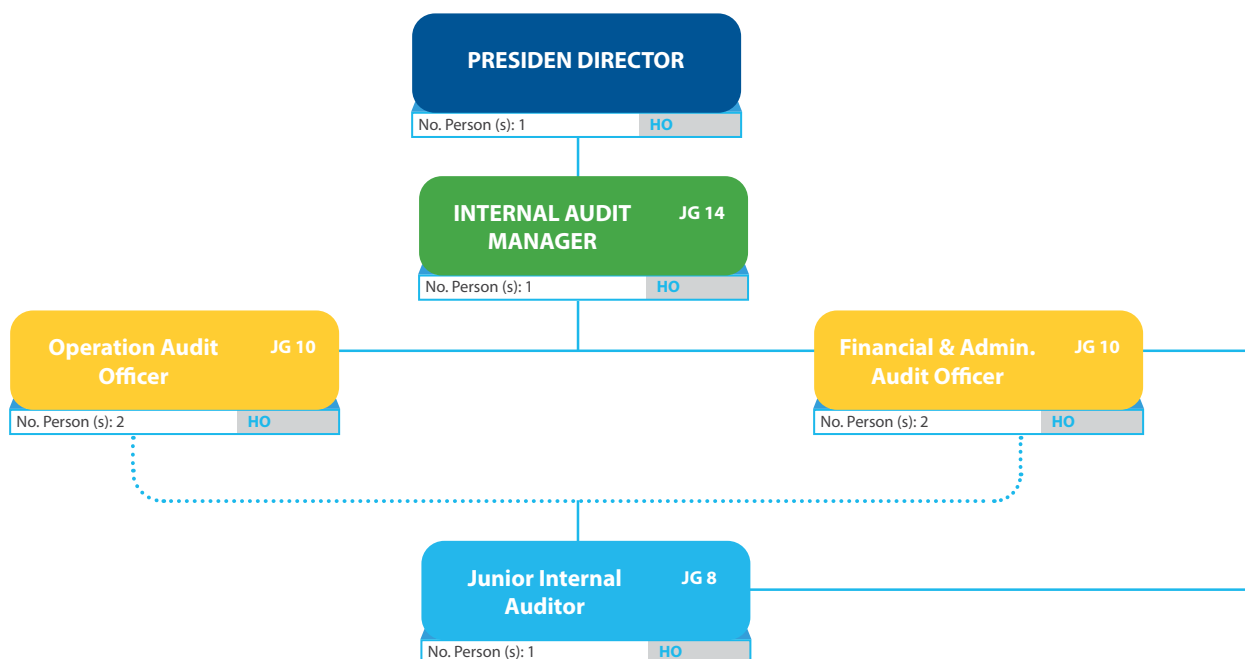 PRESIDEN DIRECTOR
No. Person (s): 1 HO
INTERNAL AUDIT JG 14
MANAGER
No. Person (s): 1 HO
Operation Audit JG 10
Officer
No. Person (s): 2 HO
Financial & Admin. JG 10
Audit Officer
No. Person (s): 2 HO
Junior Internal JG 8
Auditor
No. Person (s): 1 HO